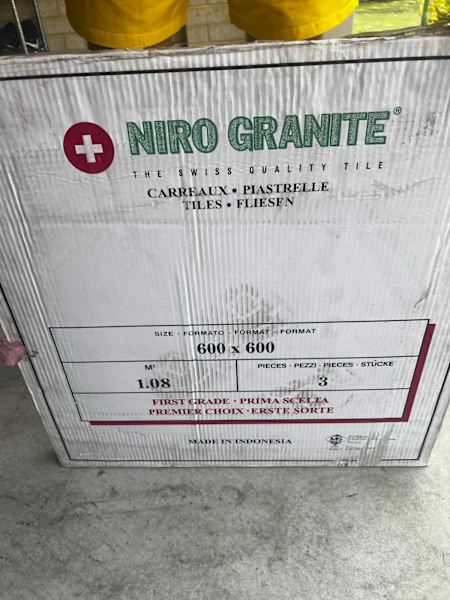 NIRO GRANITE®
THE SWISS QUALITY TILE
CARREAUX • PIASTRELLE
TILES • FLIESEN
SIZE · FORMATO · FORMAT · FORMAT
600 x 600
M²
1.08
PIECES · PEZZI · PIECES · STÜCKE
3
FIRST GRADE · PRIMA SCELTA
PREMIER CHOIX · ERSTE SORTE
MADE IN INDONESIA